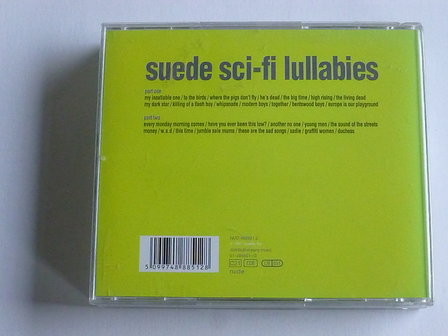 suede sci-fi lullabies
part one
my insatiable one / to the birds / where the pigs don't fly / he's dead / the big time / high rising / the living dead
my dark star / killing of a flash boy / whipsnade / modern boys / together / bentswood boys / europe is our playground
part two
every monday morning comes / have you ever been this low? / another no one / young men / the sound of the streets
money / w.s.d / this time / jumble sale mums / these are the sad songs / sadie / graffiti women / duchess
5 099748 885128
nude